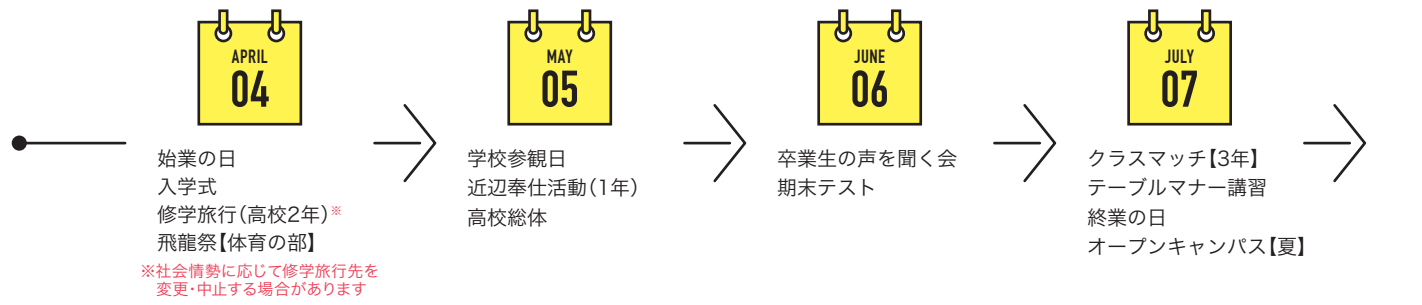 APRIL
04
始業の日
入学式
修学旅行（高校2年）※
飛龍祭【体育の部】
※社会情勢に応じて修学旅行先を
変更・中止する場合があります
MAY
05
学校参観日
近辺奉仕活動（1年）
高校総体
JUNE
06
卒業生の声を聞く会
期末テスト
JULY
07
クラスマッチ【3年】
テーブルマナー講習
終業の日
オープンキャンパス【夏】